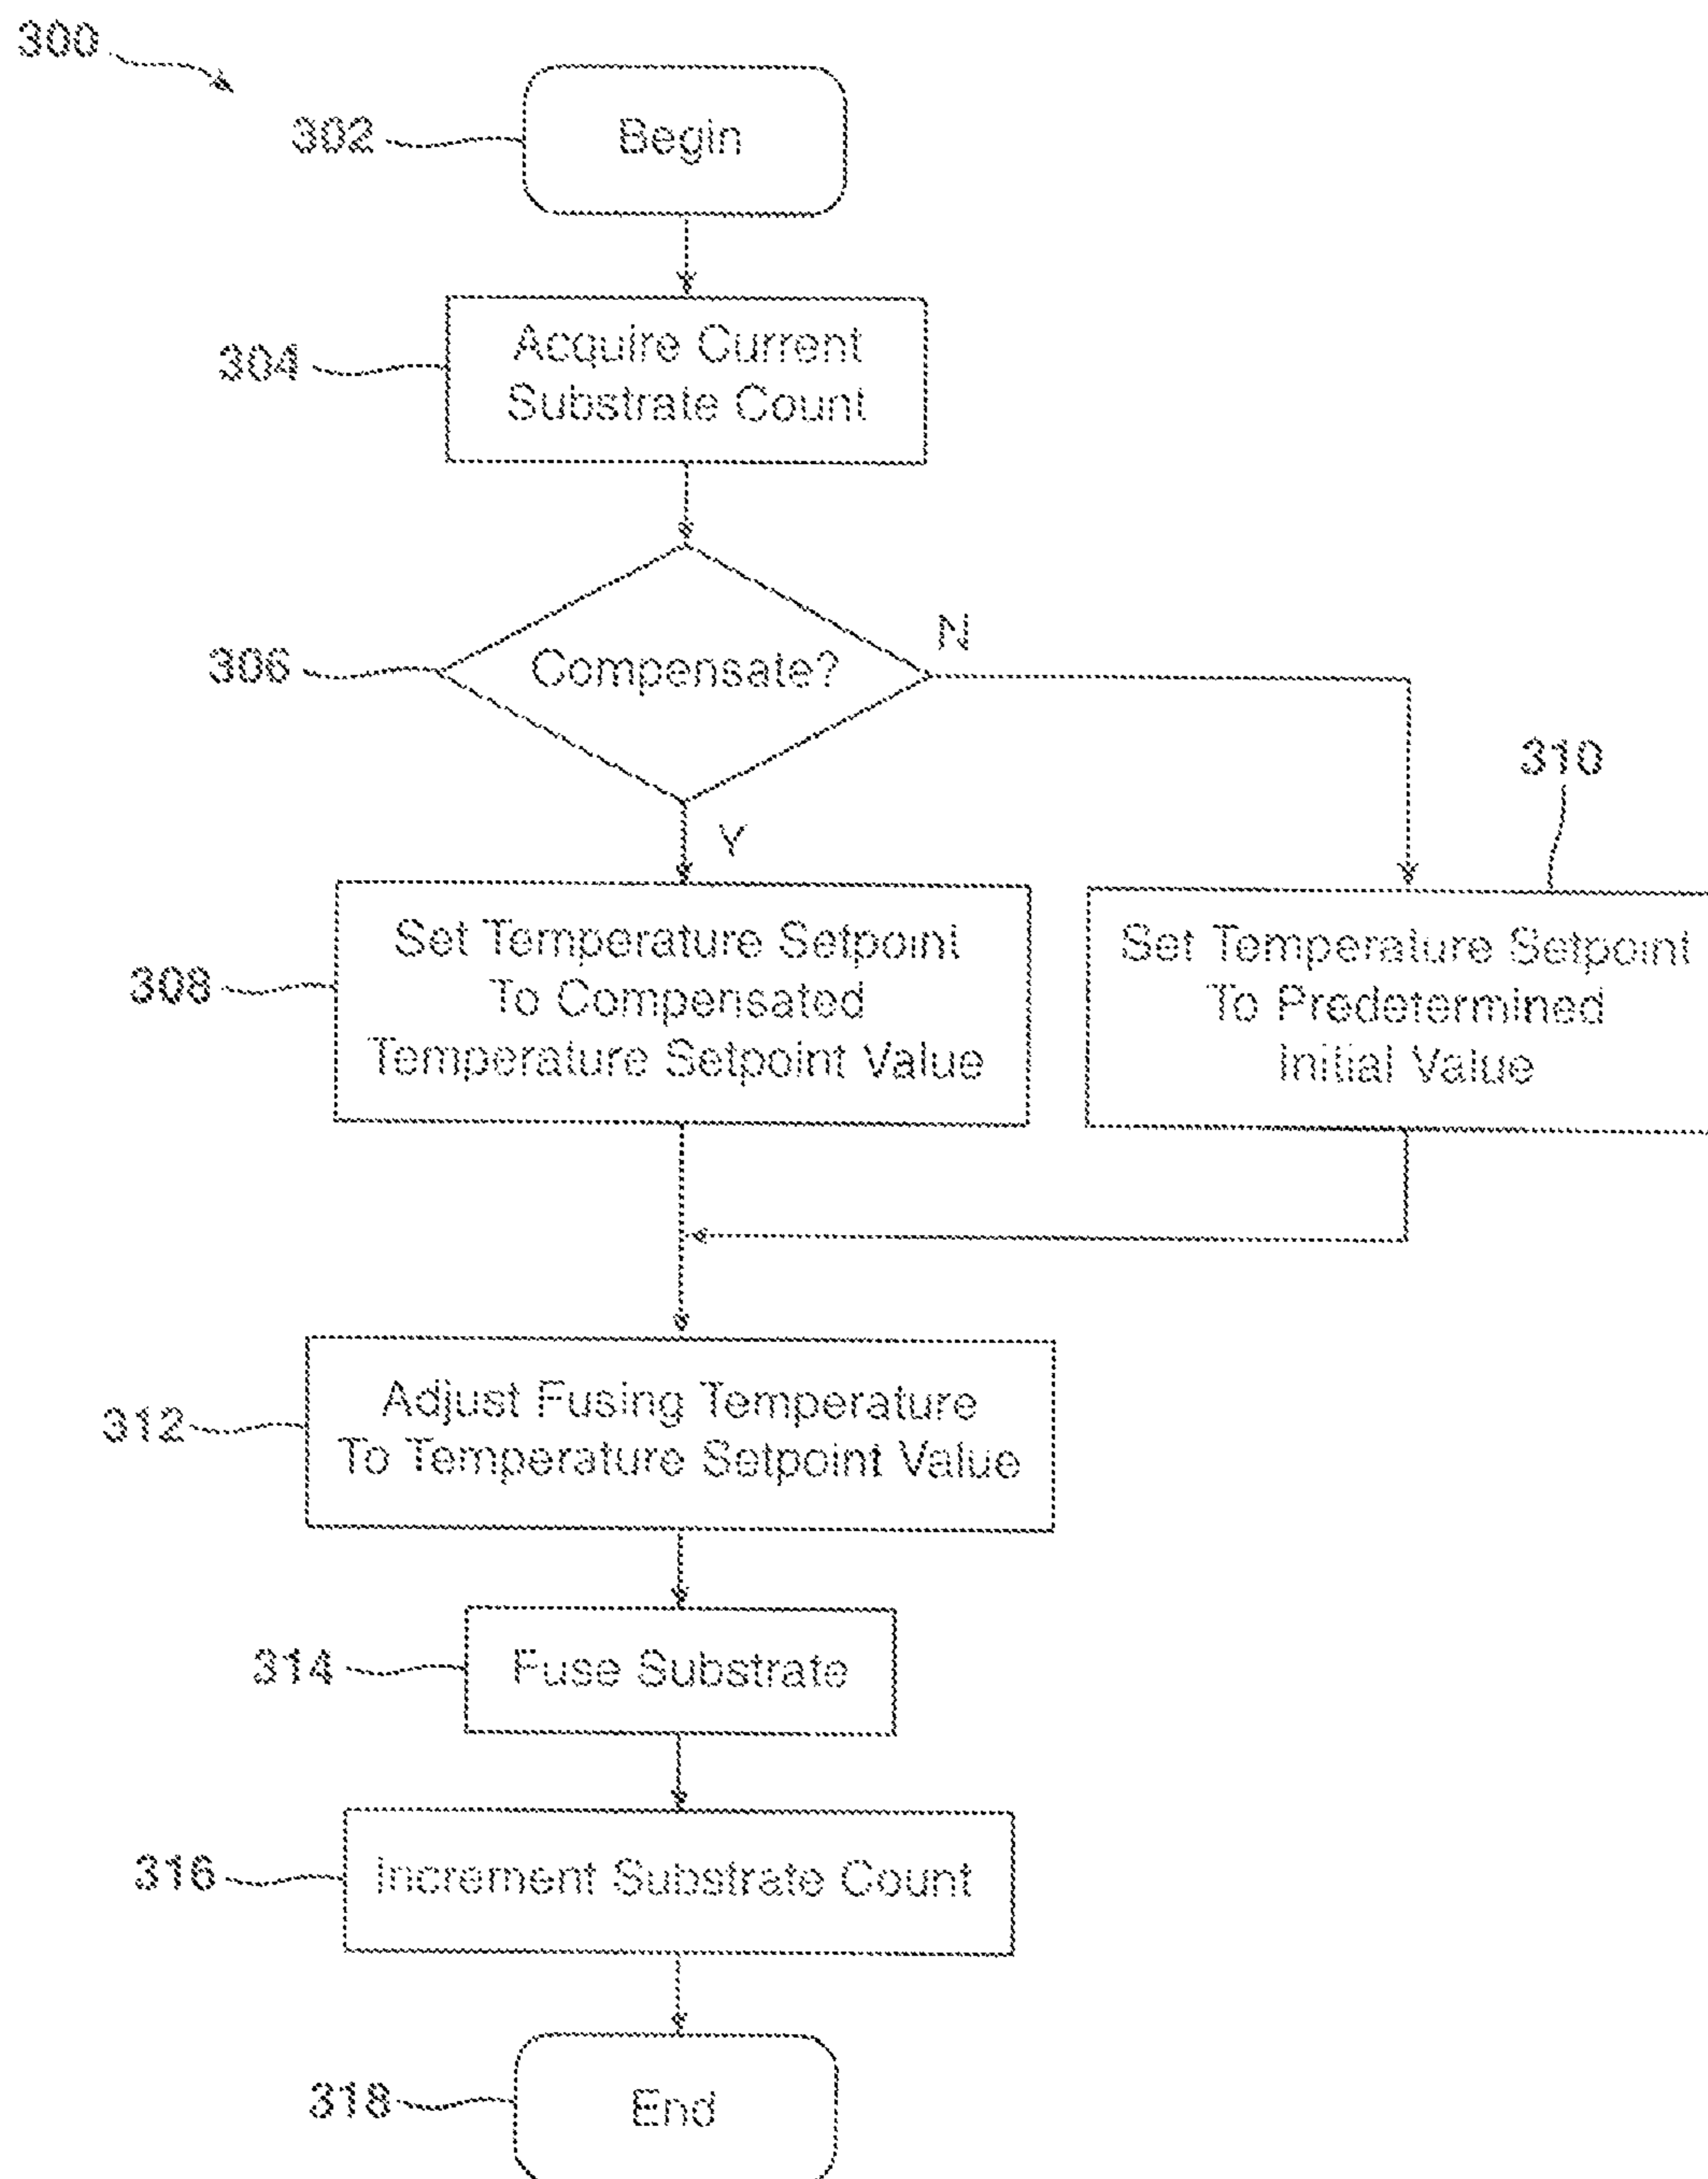 300
302
Begin
304
Acquire Current
Substrate Count
306
Compensate?
N
Y
310
308
Set Temperature Setpoint
To Compensated
Temperature Setpoint Value
Set Temperature Setpoint
To Predetermined
Initial Value
312
Adjust Fusing Temperature
To Temperature Setpoint Value
314
Fuse Substrate
316
Increment Substrate Count
318
End